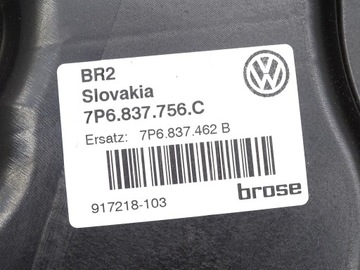 BR2
Slovakia
7P6.837.756.C
Ersatz: 7P6.837.462 B
917218-103
brose